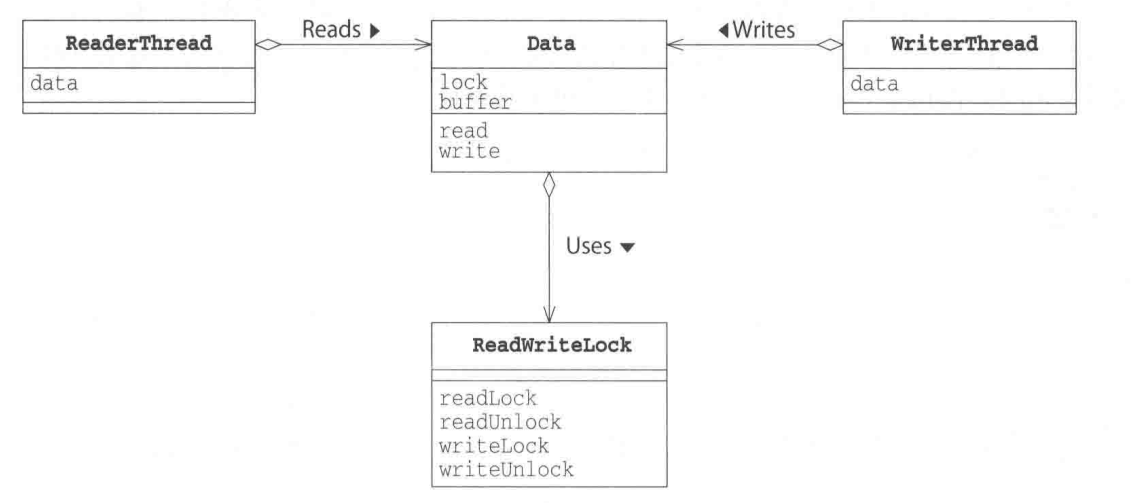 ReaderThread
data
Reads ▶
Data
lock
buffer
read
write
◀Writes
WriterThread
data
Uses ▼
ReadWriteLock
readLock
readUnlock
writeLock
writeUnlock